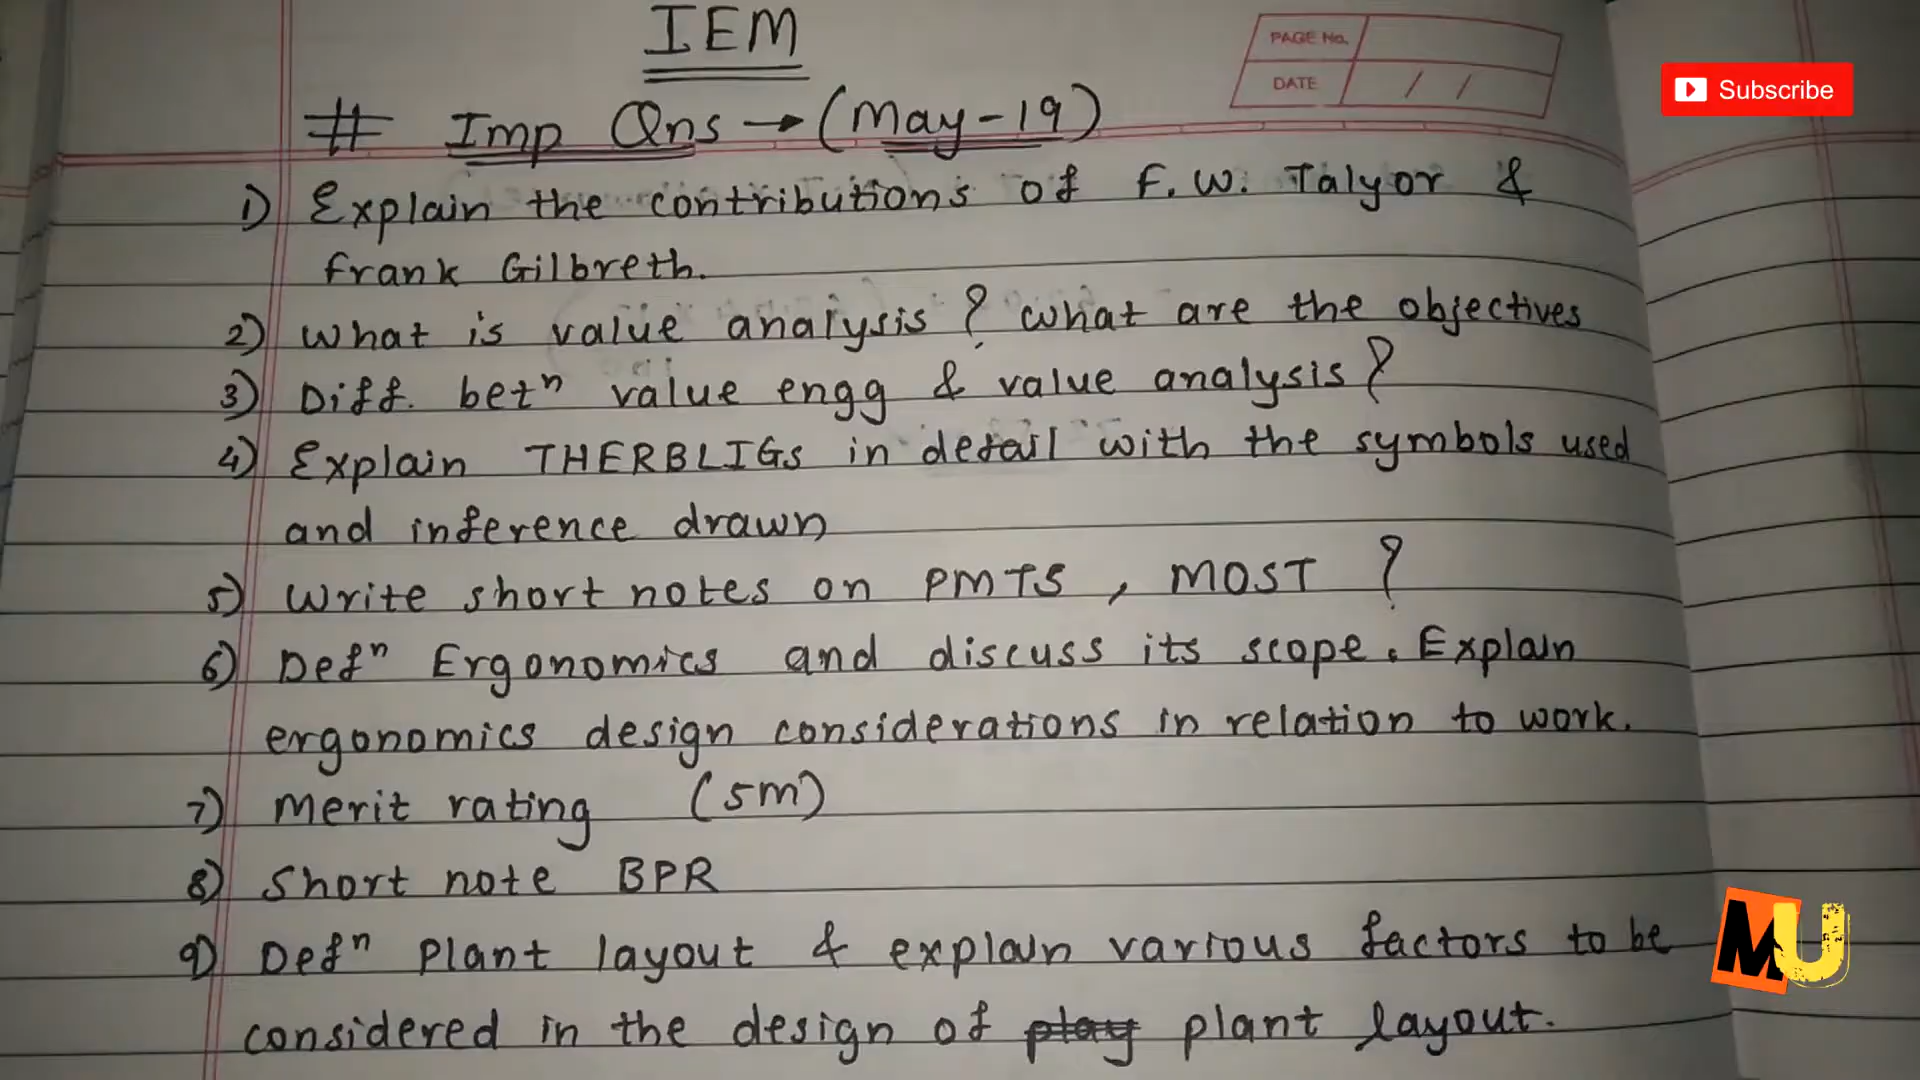 IEM
PAGE No.
DATE / /
Subscribe
# Imp Qns → (May-19)
1) Explain the contributions of F.W. Talyor &
Frank Gilbreth.
2) What is value analysis? What are the objectives
3) Diff. betⁿ value engg & value analysis?
4) Explain THERBLIGs in detail with the symbols used
and inference drawn
5) Write short notes on PMTS, MOST ?
6) Defⁿ Ergonomics and discuss its scope. Explain
ergonomics design considerations in relation to work.
7) Merit rating (5M)
8) Short note BPR
9) Defⁿ Plant layout & explain various factors to be
considered in the design of play plant layout.
MU